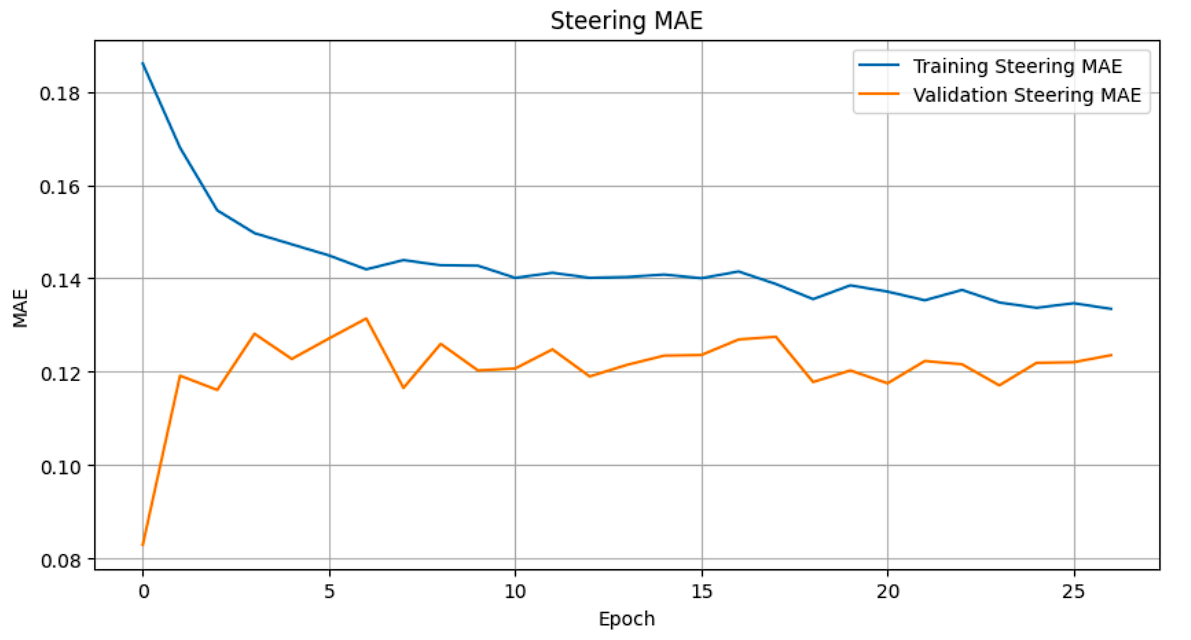 Steering MAE
Training Steering MAE
Validation Steering MAE
0.18
0.16
0.14
0.12
0.10
0.08
MAE
0 5 10 15 20 25
Epoch